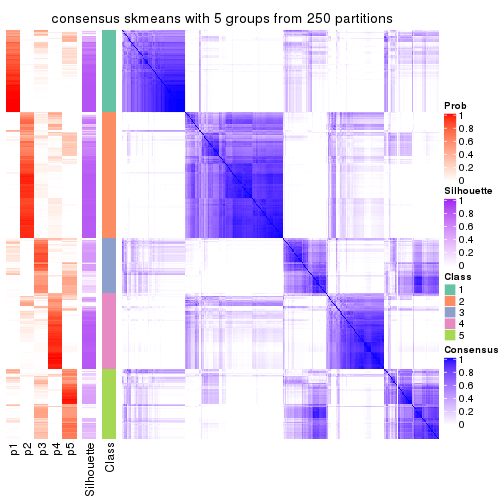 consensus skmeans with 5 groups from 250 partitions
Prob
1
0.8
0.6
0.4
0.2
0
Silhouette
1
0.8
0.6
0.4
0.2
0
Class
1
2
3
4
5
Consensus
1
0.8
0.6
0.4
0.2
0
p1
p2
p3
p4
p5
Silhouette
Class